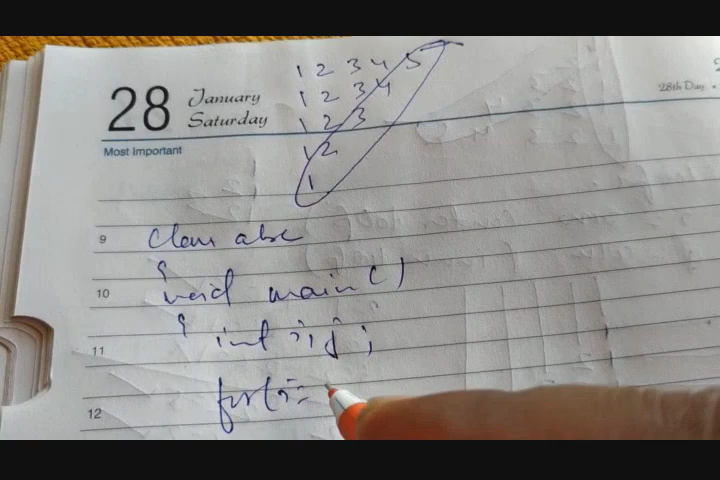 1 2 3 4 5
1 2 3 4
1 2 3
1 2
1
28 January
Saturday
28th Day
Most Important
9 class abc
{
10 void main()
{ int i,j;
11
for(i=
12